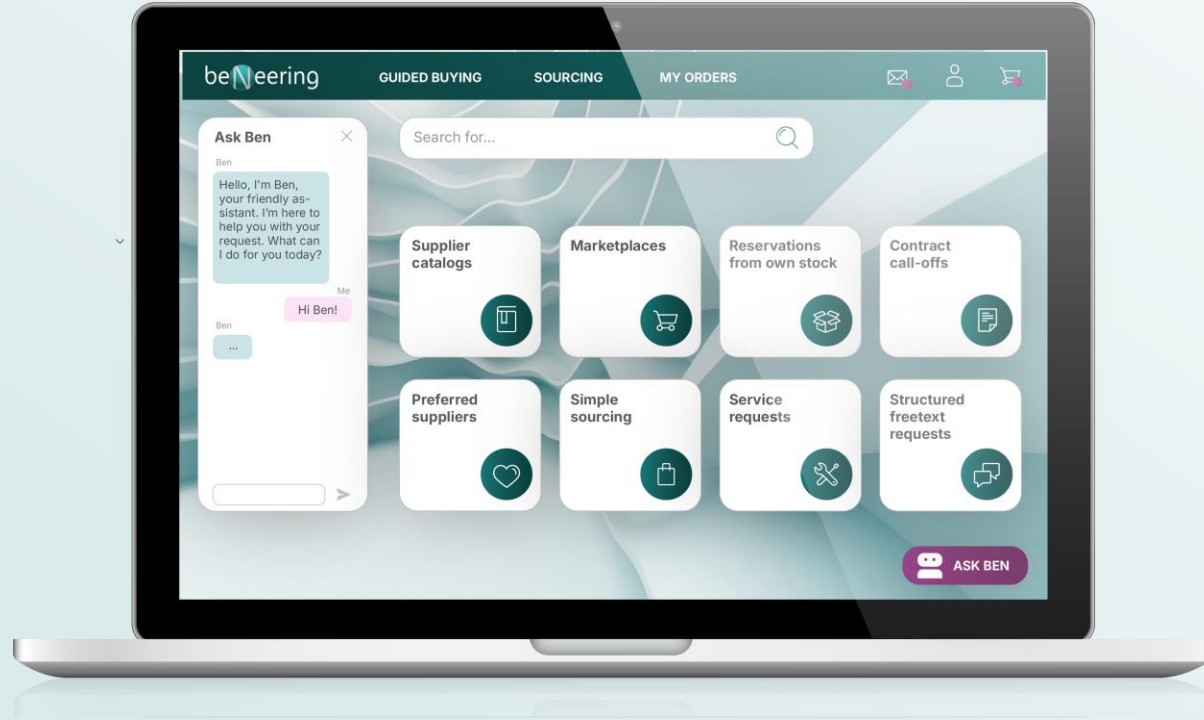 beNeering
GUIDED BUYING
SOURCING
MY ORDERS
Ask Ben
Search for...
Ben
Hello, I'm Ben,
your friendly as-
sistant. I'm here to
help you with your
request. What can
I do for you today?
Me
Hi Ben!
Ben
...
Supplier
catalogs
Marketplaces
Reservations
from own stock
Contract
call-offs
Preferred
suppliers
Simple
sourcing
Service
requests
Structured
freetext
requests
ASK BEN